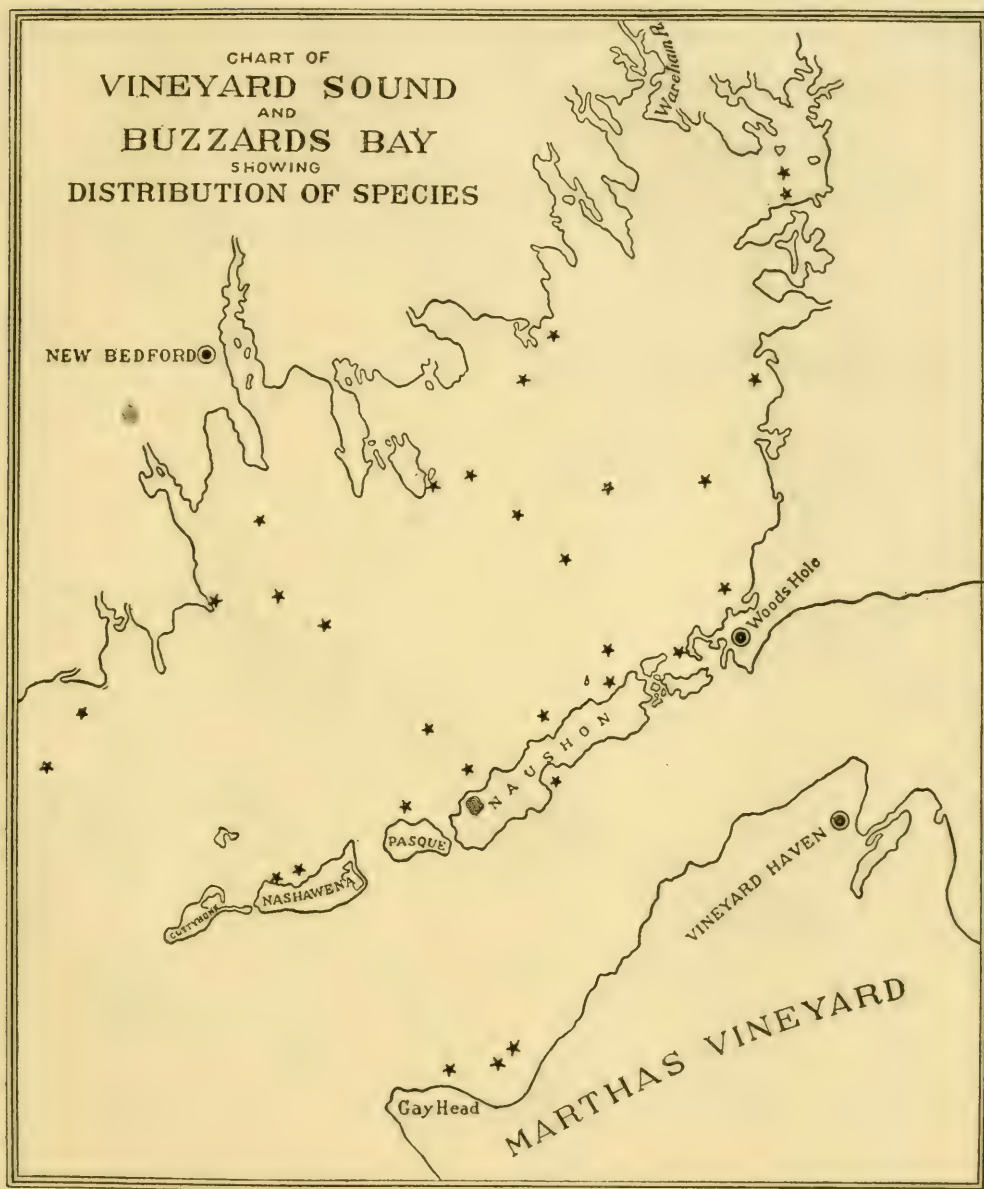 CHART OF
VINEYARD SOUND
AND
BUZZARDS BAY
SHOWING
DISTRIBUTION OF SPECIES
Wareham R.
NEW BEDFORD
Woods Hole
NAUSHON
PASQUE
NASHAWENA
CUTTYHUNK
VINEYARD HAVEN
MARTHAS VINEYARD
Gay Head